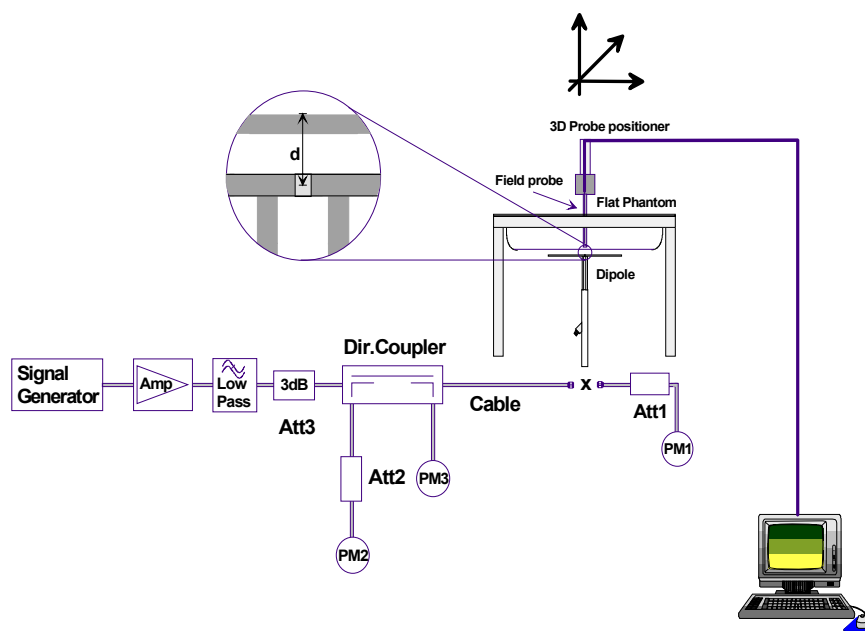 3D Probe positioner
d
Field probe
Flat Phantom
Dipole
Dir.Coupler
Signal
Generator
Amp
Low
Pass
3dB
Att3
Cable
x
Att1
PM1
Att2
PM3
PM2